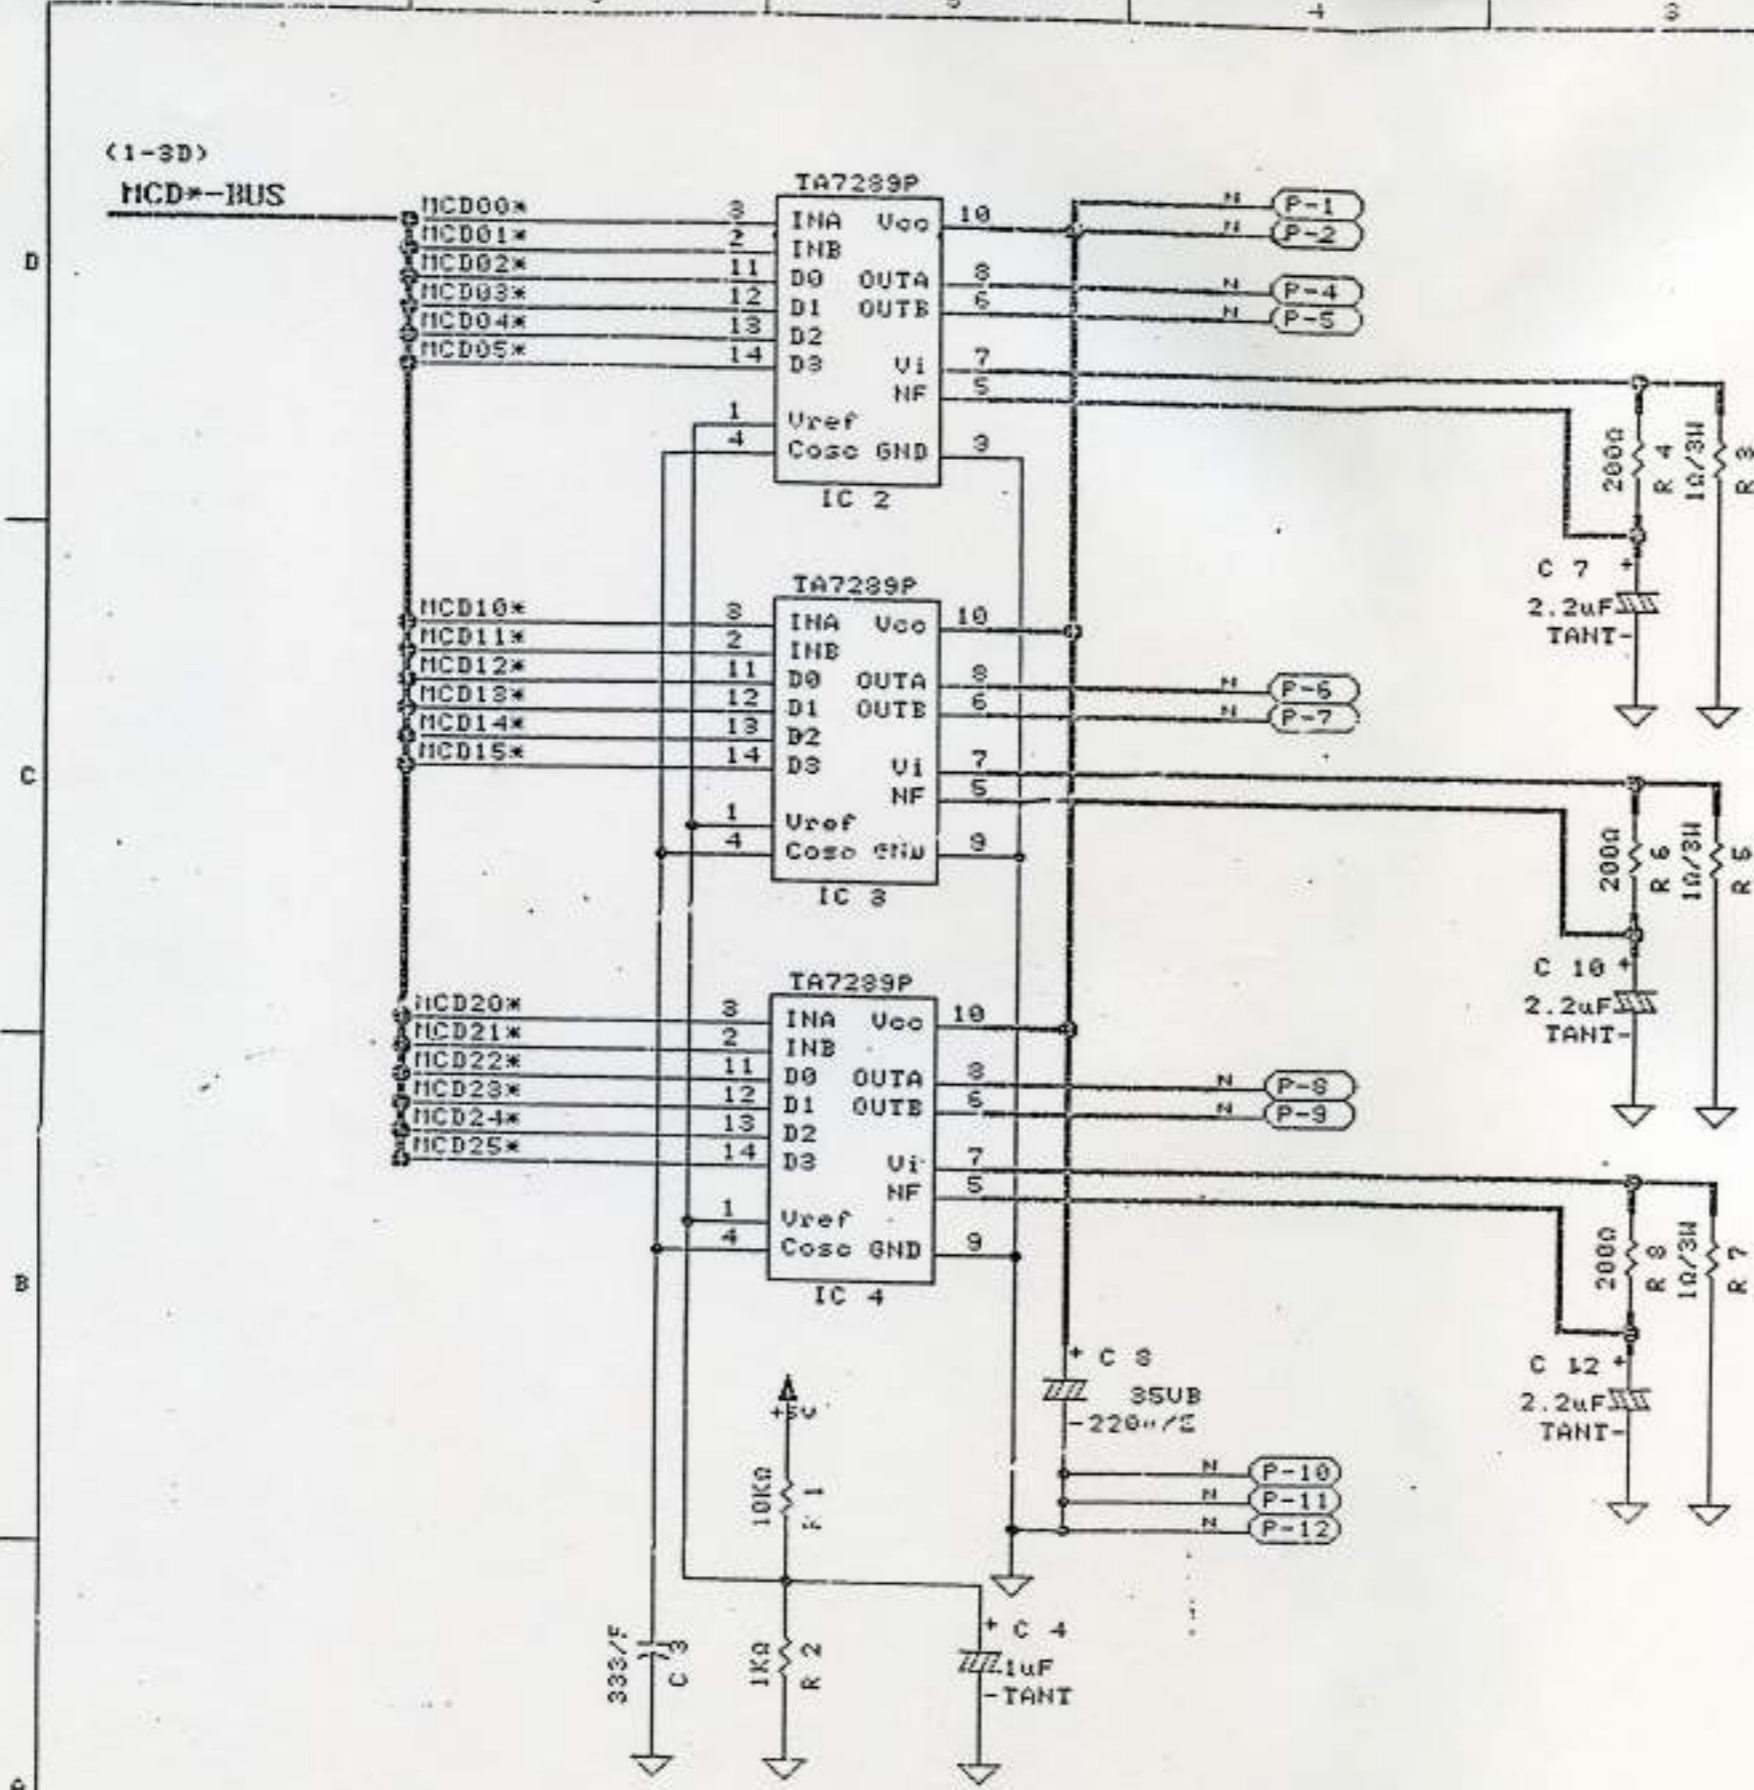 4
(1-3D)
MCD*-BUS
D
TA7289P
MCD00* 3 INA Vcc 10 N P-1
MCD01* 2 INB N P-2
MCD02* 11 D0 OUTA 8 N P-4
MCD03* 12 D1 OUTB 6 N P-5
MCD04* 13 D2
MCD05* 14 D3 Vi 7
NF 5
1 Vref
4 Cosc GND 9
IC 2
200Ω R 4 1Ω/3W R 3
C 7 +
2.2uF
TANT-
TA7289P
MCD10* 3 INA Vcc 10
MCD11* 2 INB
MCD12* 11 D0 OUTA 8 N P-6
MCD13* 12 D1 OUTB 6 N P-7
MCD14* 13 D2
MCD15* 14 D3 Vi 7
C
NF 5
1 Vref
4 Cosc GND 9
IC 3
200Ω R 6 1Ω/3W R 5
C 10 +
2.2uF
TANT-
TA7289P
MCD20* 3 INA Vcc 10
MCD21* 2 INB
MCD22* 11 D0 OUTA 8 N P-8
MCD23* 12 D1 OUTB 6 N P-9
MCD24* 13 D2
MCD25* 14 D3 Vi 7
NF 5
1 Vref
4 Cosc GND 9
B
IC 4
200Ω R 8 1Ω/3W R 7
C 12 +
2.2uF
TANT-
+ C 8
35VB
+5V
10KΩ R 1
N P-10
N P-11
N P-12
C 3
1KΩ R 2
+ C 4
1uF
-TANT
A